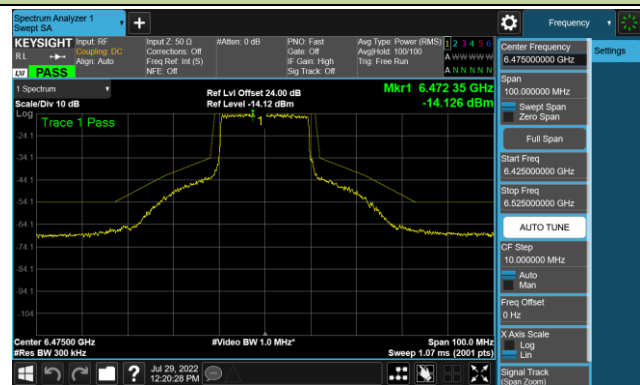 Spectrum Analyzer 1
Swept SA
Frequency
KEYSIGHT Input: RF
RL Coupling: DC
Align: Auto
LXI PASS
Input Z: 50 Ω
Corrections: Off
Freq Ref: Int (S)
NFE: Off
#Atten: 0 dB
PNO: Fast
Gate: Off
IF Gain: High
Sig Track: Off
Avg Type: Power (RMS)
Avg|Hold: 100/100
Trig: Free Run
1 2 3 4 5 6
A W W W W W
A N N N N N
1 Spectrum
Scale/Div 10 dB
Ref Lvl Offset 24.00 dB
Ref Level -14.12 dBm
Mkr1 6.472 35 GHz
-14.126 dBm
Log
Trace 1 Pass
1
-24.1
-34.1
-44.1
-54.1
-64.1
-74.1
-84.1
-94.1
-104
Center 6.47500 GHz
#Res BW 300 kHz
#Video BW 1.0 MHz*
Span 100.0 MHz
Sweep 1.07 ms (2001 pts)
Jul 29, 2022
12:20:28 PM
Center Frequency
6.475000000 GHz
Settings
Span
100.000000 MHz
Swept Span
Zero Span
Full Span
Start Freq
6.425000000 GHz
Stop Freq
6.525000000 GHz
AUTO TUNE
CF Step
10.000000 MHz
Auto
Man
Freq Offset
0 Hz
X Axis Scale
Log
Lin
Signal Track
(Span Zoom)